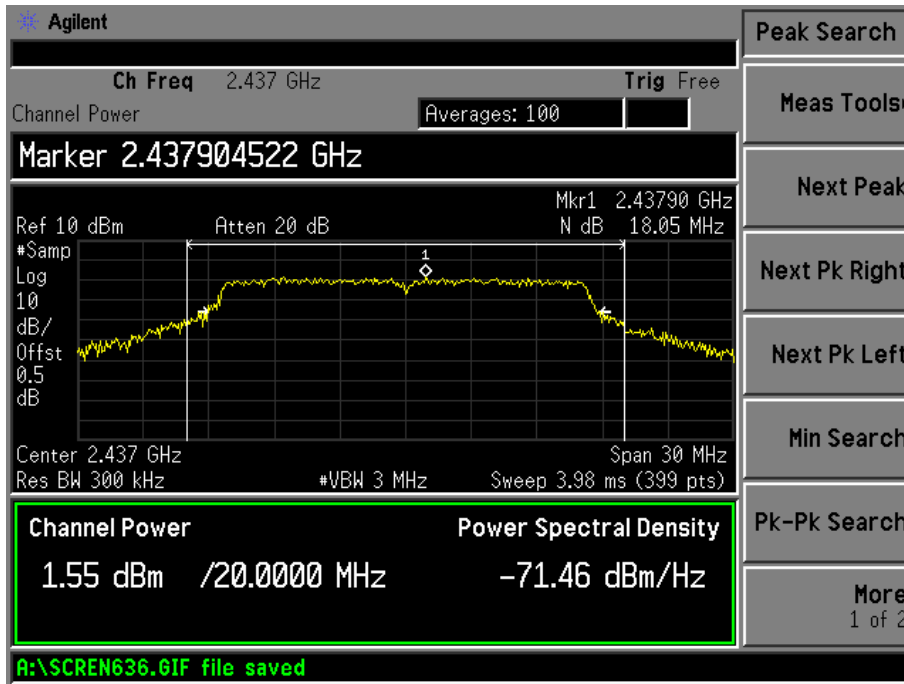 Agilent
Peak Search
Ch Freq 2.437 GHz Trig Free
Channel Power Averages: 100
Meas Tools
Marker 2.437904522 GHz
Next Peak
Mkr1 2.43790 GHz
Ref 10 dBm Atten 20 dB N dB 18.05 MHz
#Samp
Log
10
dB/
Offst
0.5
dB
1
Next Pk Right
Next Pk Left
Min Search
Center 2.437 GHz Span 30 MHz
Res BW 300 kHz #VBW 3 MHz Sweep 3.98 ms (399 pts)
Pk-Pk Search
Channel Power Power Spectral Density
1.55 dBm /20.0000 MHz -71.46 dBm/Hz
More
1 of 2
A:\SCREN636.GIF file saved